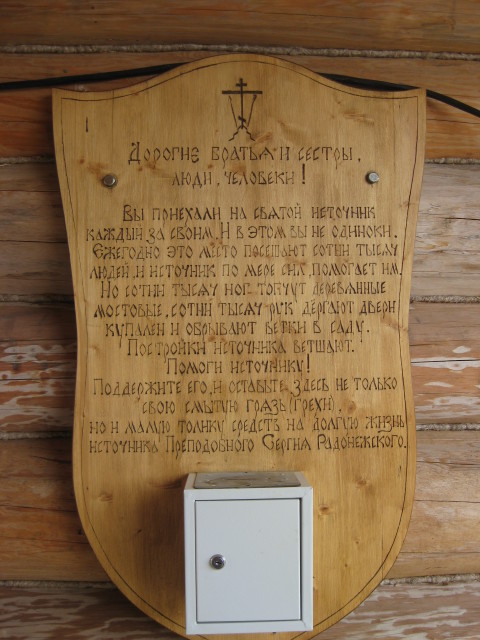 Дорогие братья и сестры,
люди, человеки!
Вы приехали на святой источник
каждый за своим. И в этом вы не одиноки.
Ежегодно это место посещают сотни тысяч
людей, и источник по мере сил, помогает им.
Но сотни тысяч ног топчут деревянные
мостовые, сотни тысяч рук дёргают двери
купален и обрывают ветки в саду.
Постройки источника ветшают.
Помоги источнику!
Поддержите его, и оставьте здесь не только
свою смытую грязь (грехи),
но и малую толику средств на долгую жизнь
источника Преподобного Сергия Радонежского.